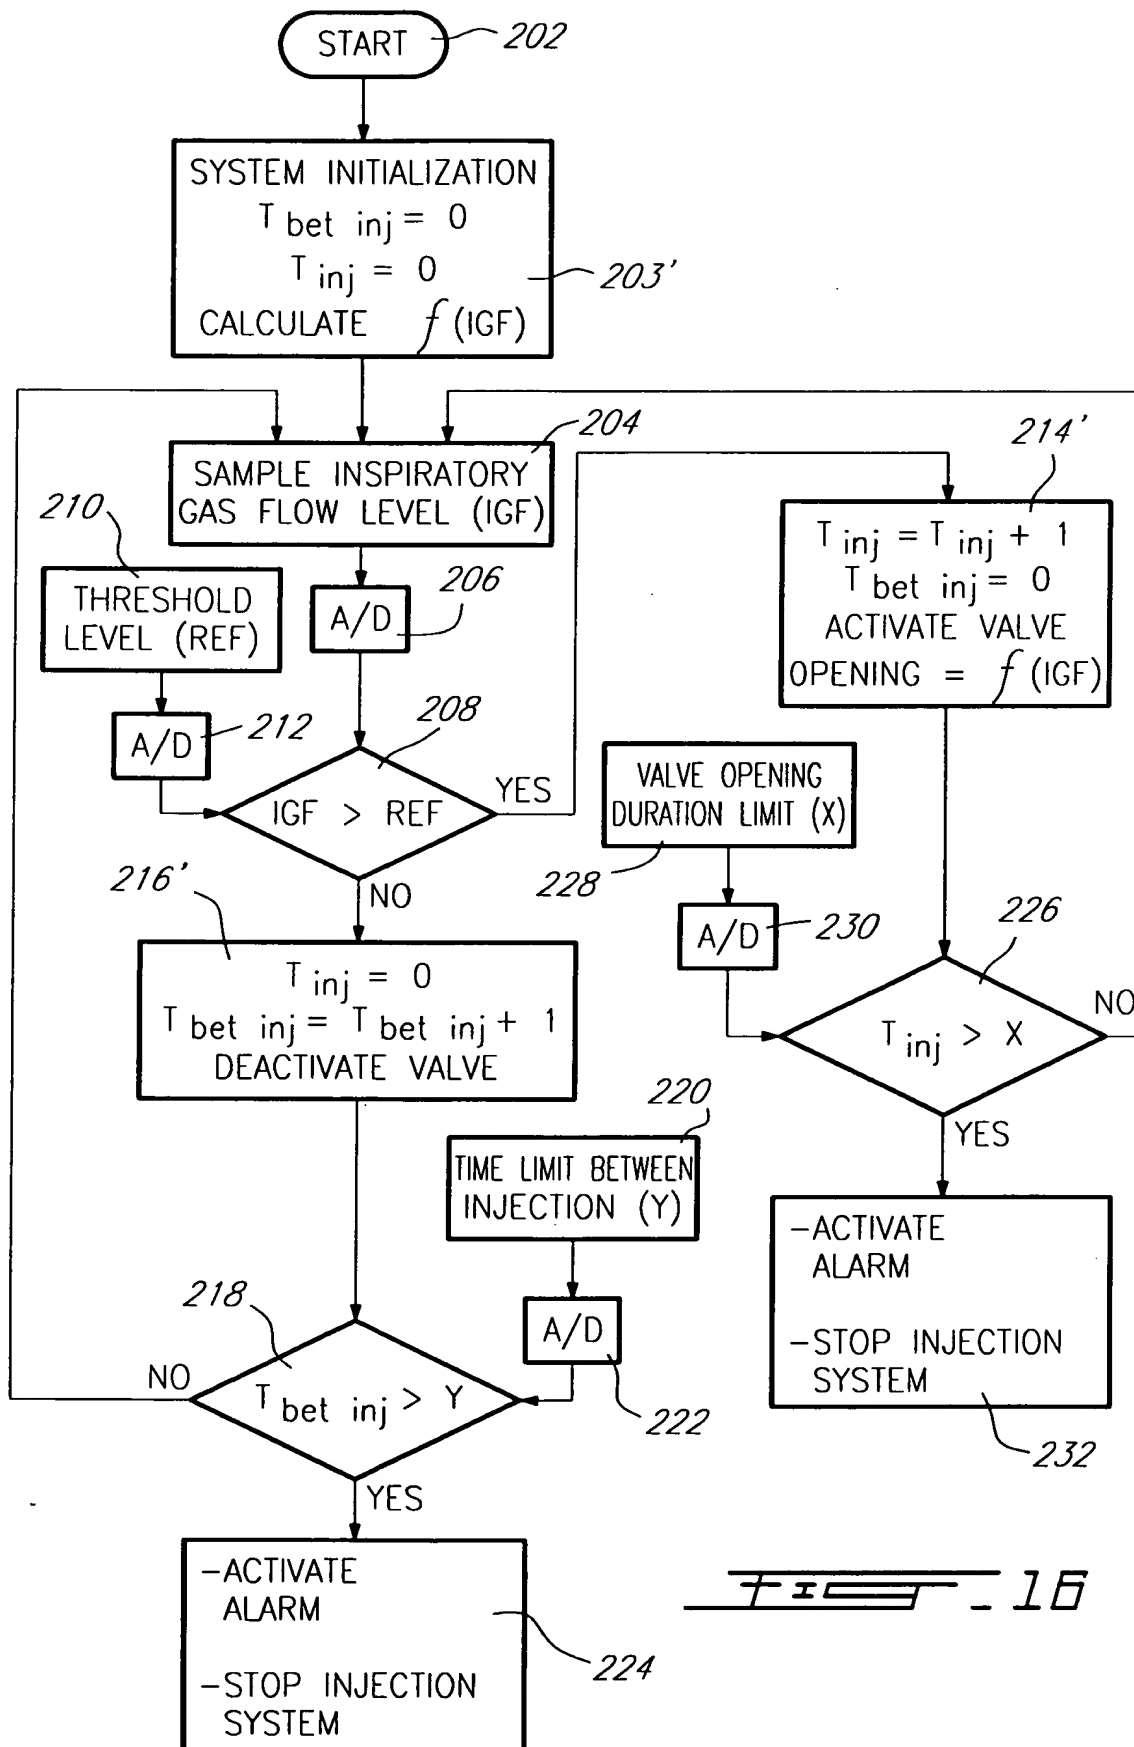 START
202
SYSTEM INITIALIZATION
T bet inj = 0
T inj = 0
CALCULATE f (IGF)
203'
204
SAMPLE INSPIRATORY
GAS FLOW LEVEL (IGF)
214'
T inj = T inj + 1
T bet inj = 0
ACTIVATE VALVE
OPENING = f (IGF)
210
THRESHOLD
LEVEL (REF)
206
A/D
212
A/D
208
IGF > REF
YES
NO
VALVE OPENING
DURATION LIMIT (X)
228
A/D
230
226
T inj > X
NO
YES
216'
T inj = 0
T bet inj = T bet inj + 1
DEACTIVATE VALVE
220
TIME LIMIT BETWEEN
INJECTION (Y)
A/D
222
218
NO
T bet inj > Y
YES
-ACTIVATE
ALARM
-STOP INJECTION
SYSTEM
232
-ACTIVATE
ALARM
-STOP INJECTION
SYSTEM
224
FIG - 16